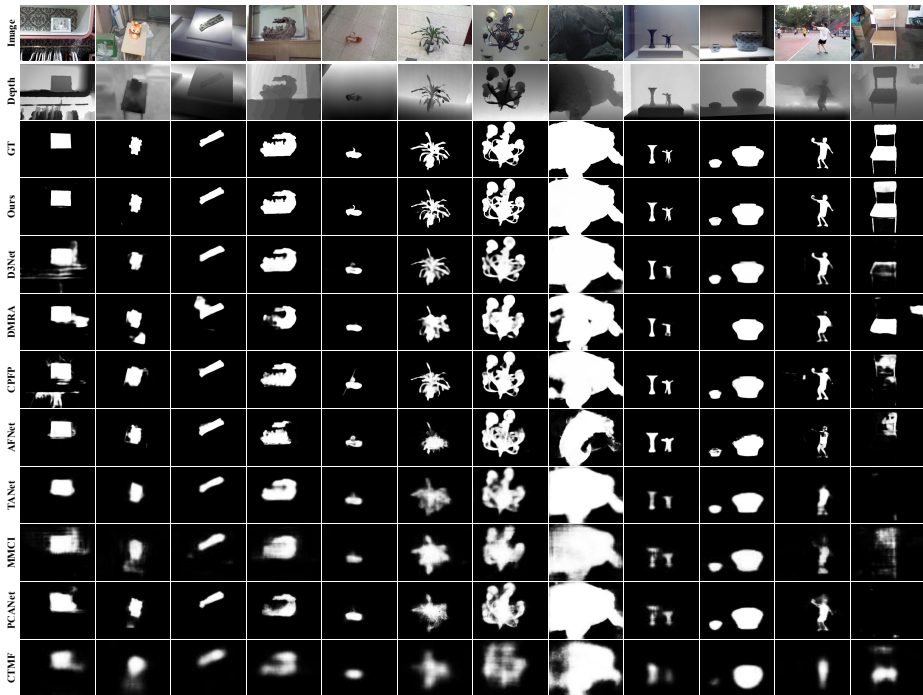 Image
Depth
GT
Ours
D3Net
DMRA
CPFP
AFNet
TANet
MMCI
PCANet
CTMF